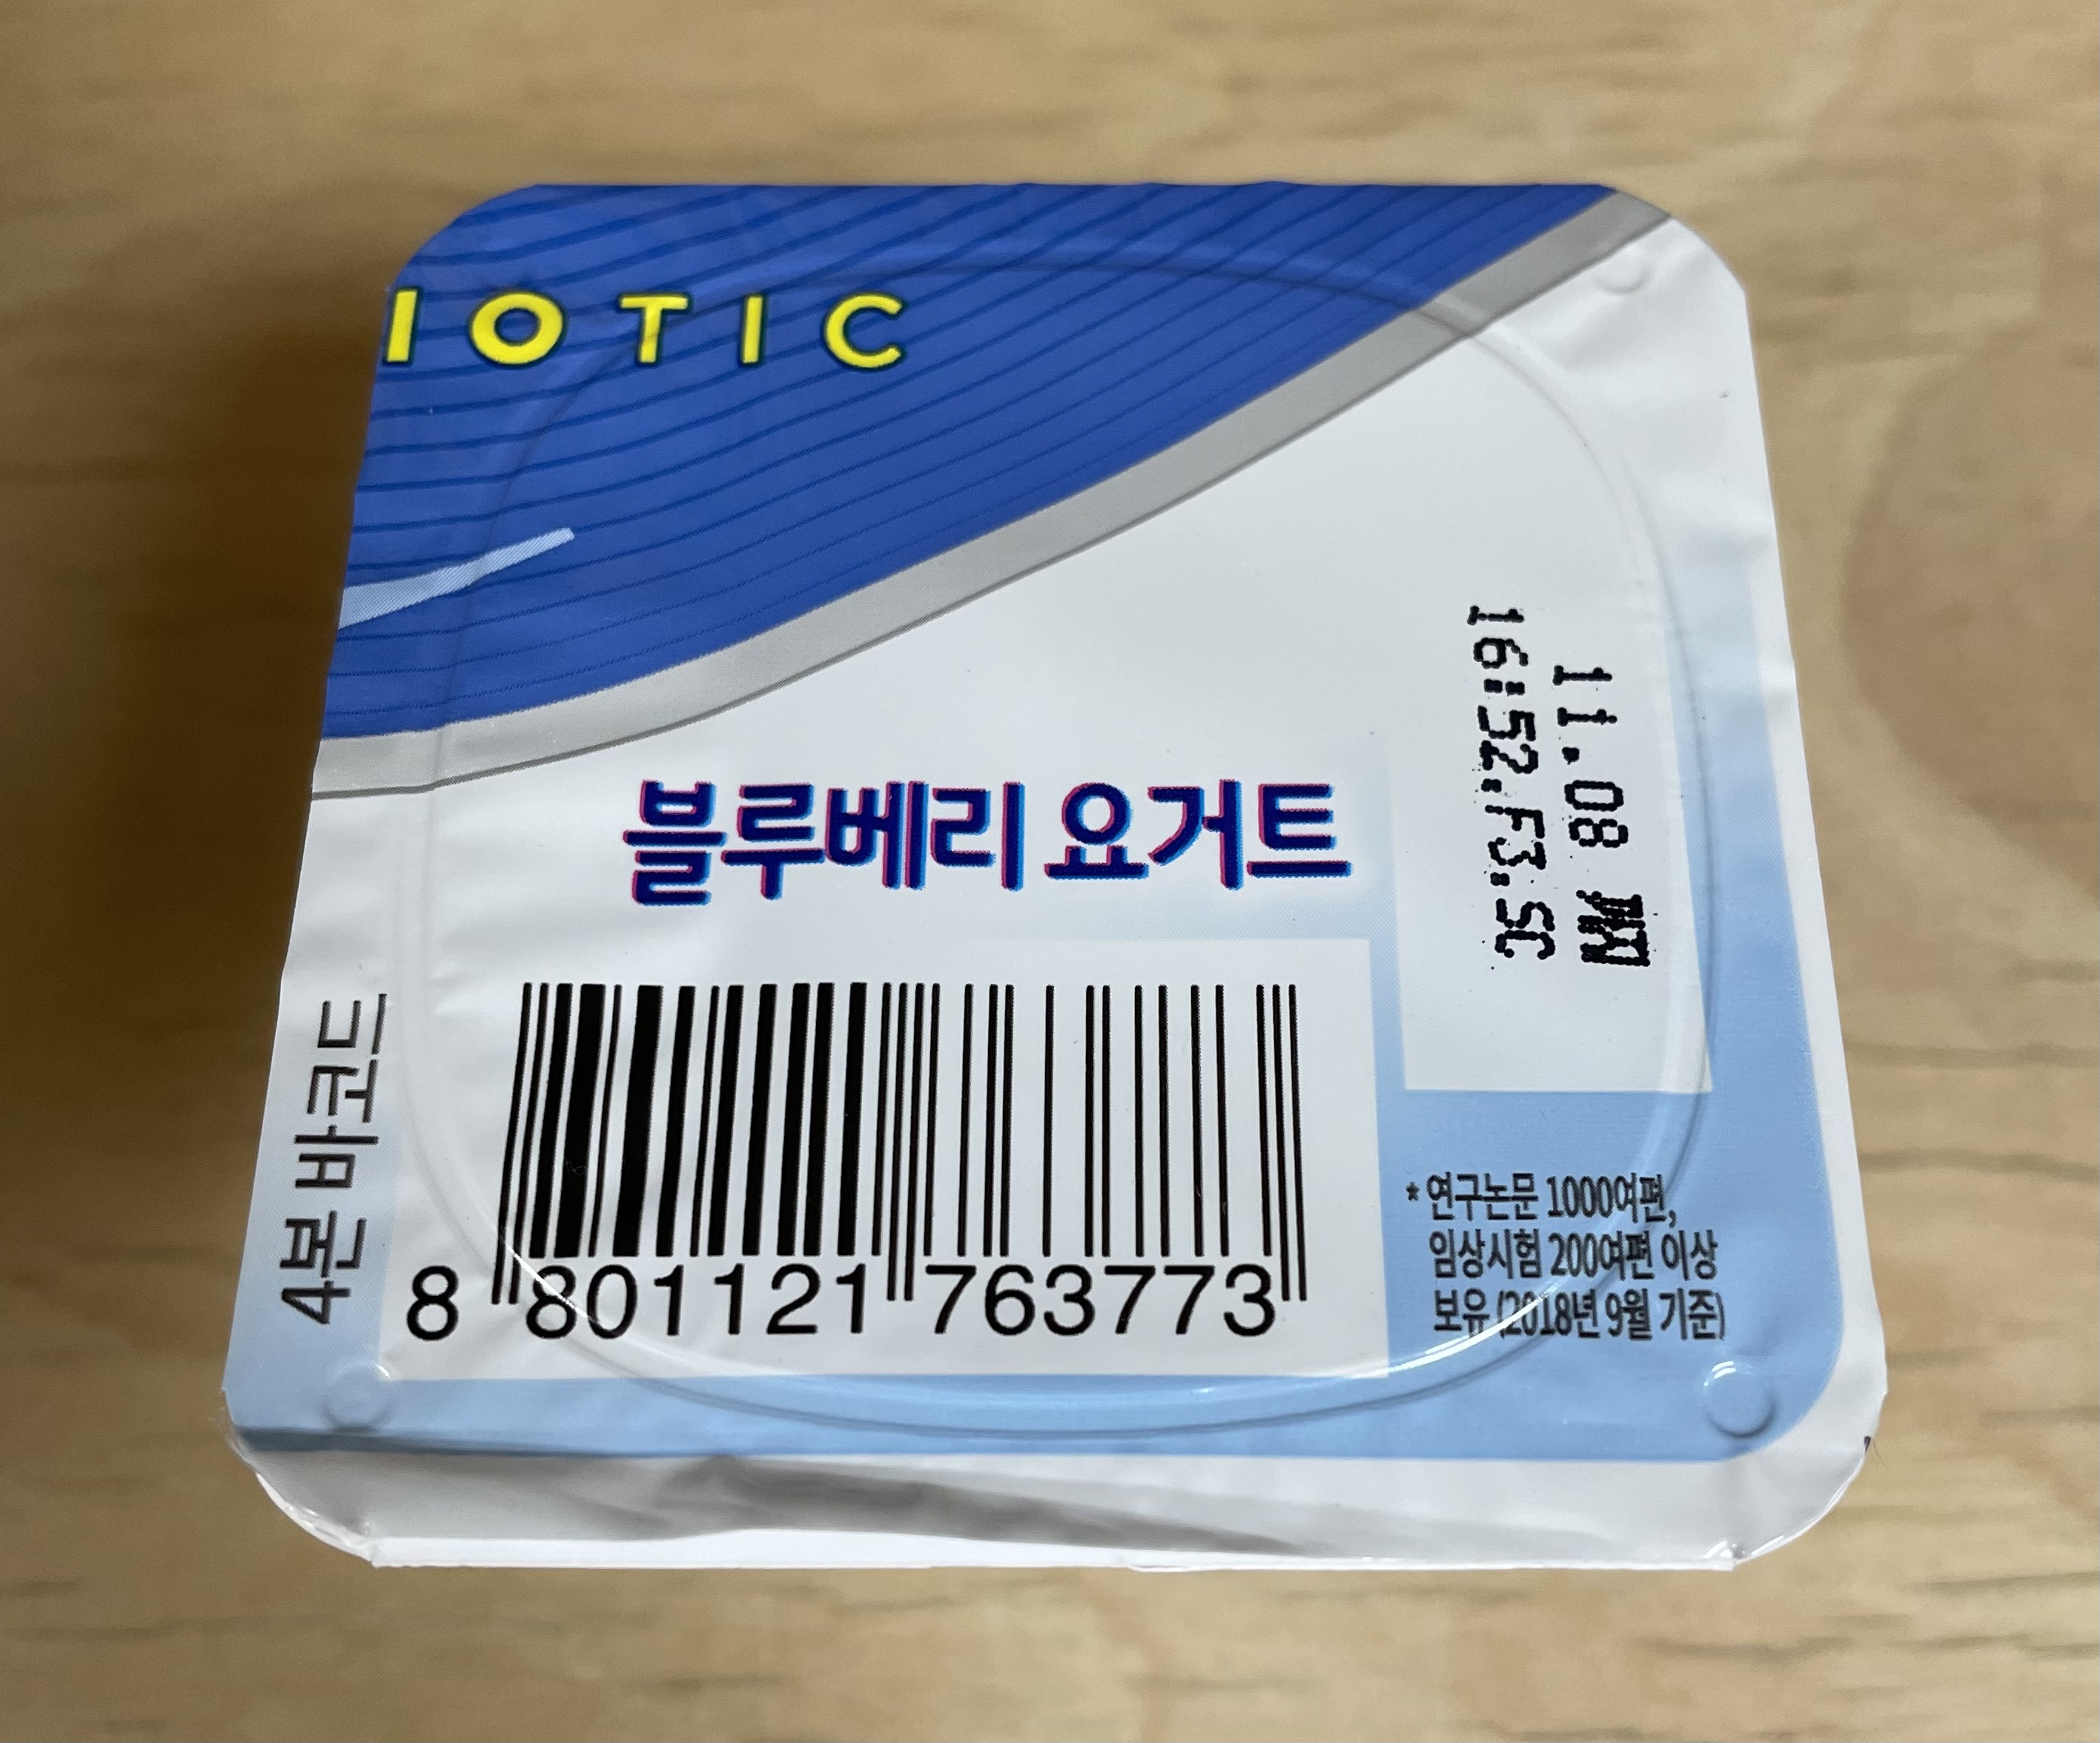 IOTIC
블루베리 요거트
11.08
16:52:F3:SC
4본 바코드
8 801121 763773
* 연구논문 1000여편,
임상시험 200여편 이상
보유 (2018년 9월 기준)